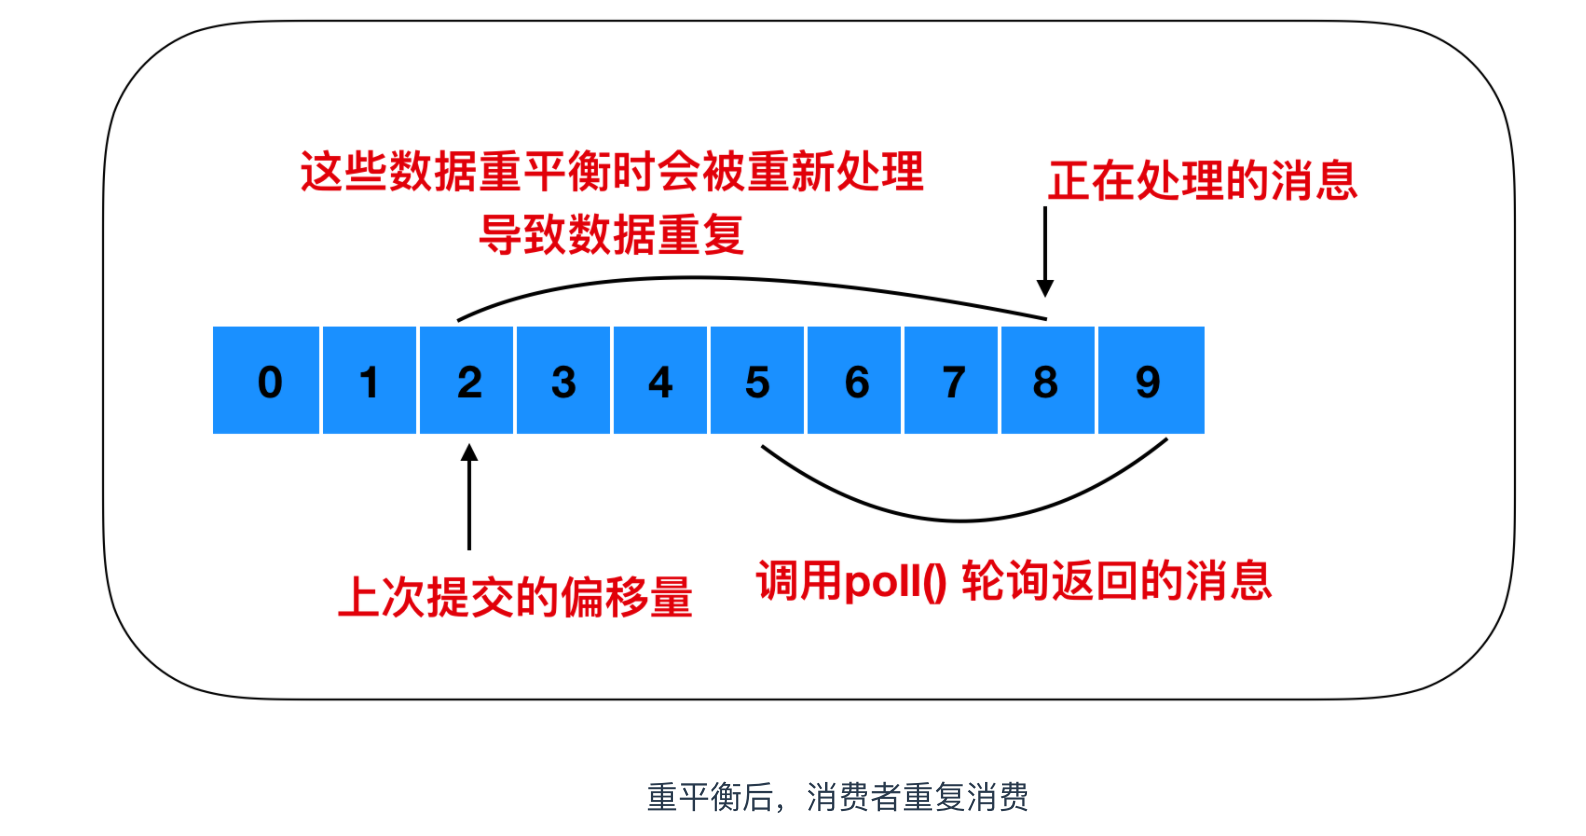 这些数据重平衡时会被重新处理
导致数据重复
正在处理的消息
0 1 2 3 4 5 6 7 8 9
上次提交的偏移量
调用poll() 轮询返回的消息
重平衡后，消费者重复消费